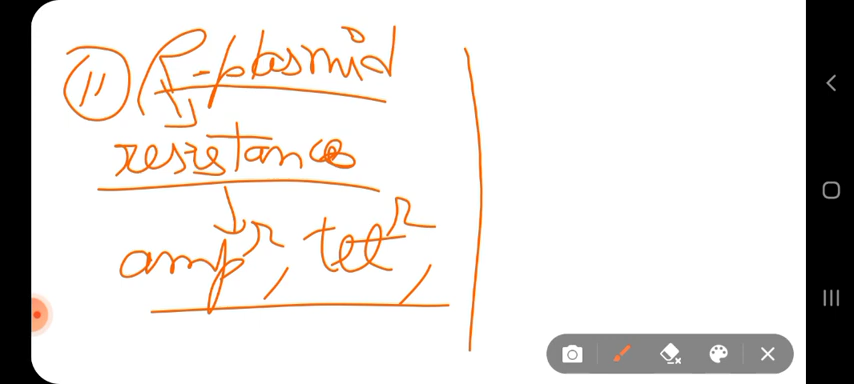 ⑪ R-plasmid
resistance
ampʳ, tetʳ,